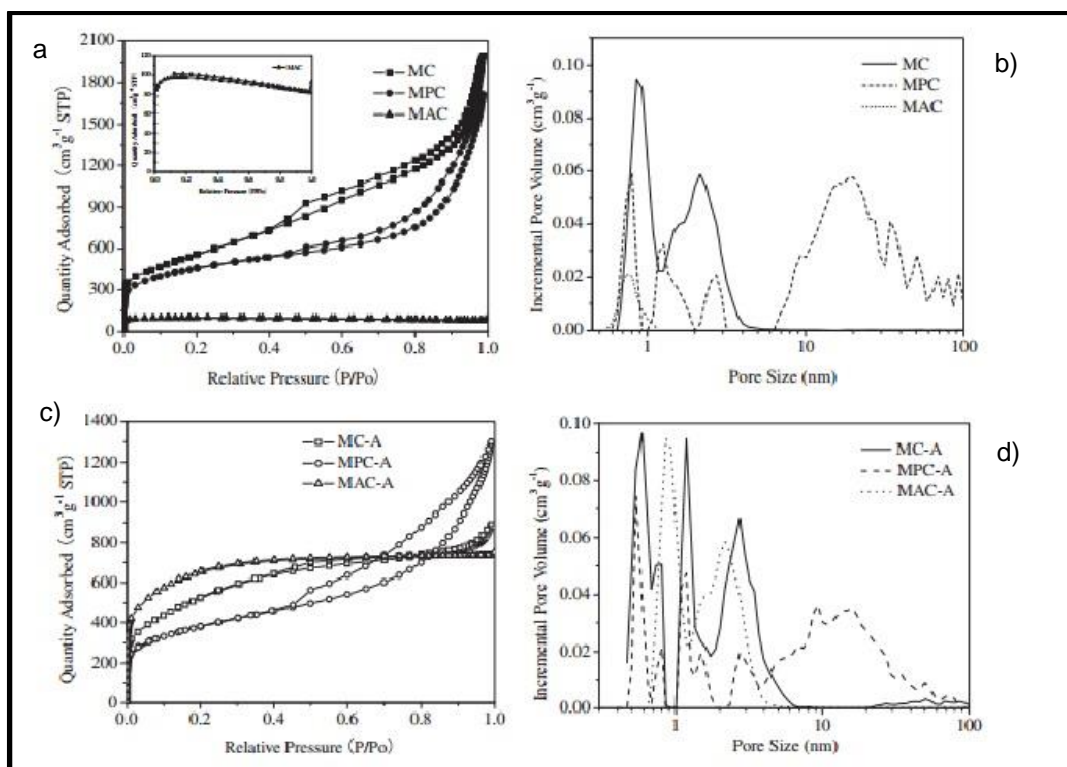 a
2100
1800
1500
1200
900
600
300
0
0.0 0.2 0.4 0.6 0.8 1.0
Quantity Adsorbed (cm³g⁻¹ STP)
Relative Pressure (P/Po)
MC
MPC
MAC
MAC
Relative Pressure (P/Po)
b)
0.10
0.08
0.06
0.04
0.02
0.00
1 10 100
Incremental Pore Volume (cm³g⁻¹)
Pore Size (nm)
MC
MPC
MAC
c)
1400
1200
1000
800
600
400
200
0
0.0 0.2 0.4 0.6 0.8 1.0
Quantity Adsorbed (cm³g⁻¹ STP)
Relative Pressure (P/Po)
MC-A
MPC-A
MAC-A
d)
0.10
0.08
0.06
0.04
0.02
0.00
1 10 100
Incremental Pore Volume (cm³g⁻¹)
Pore Size (nm)
MC-A
MPC-A
MAC-A